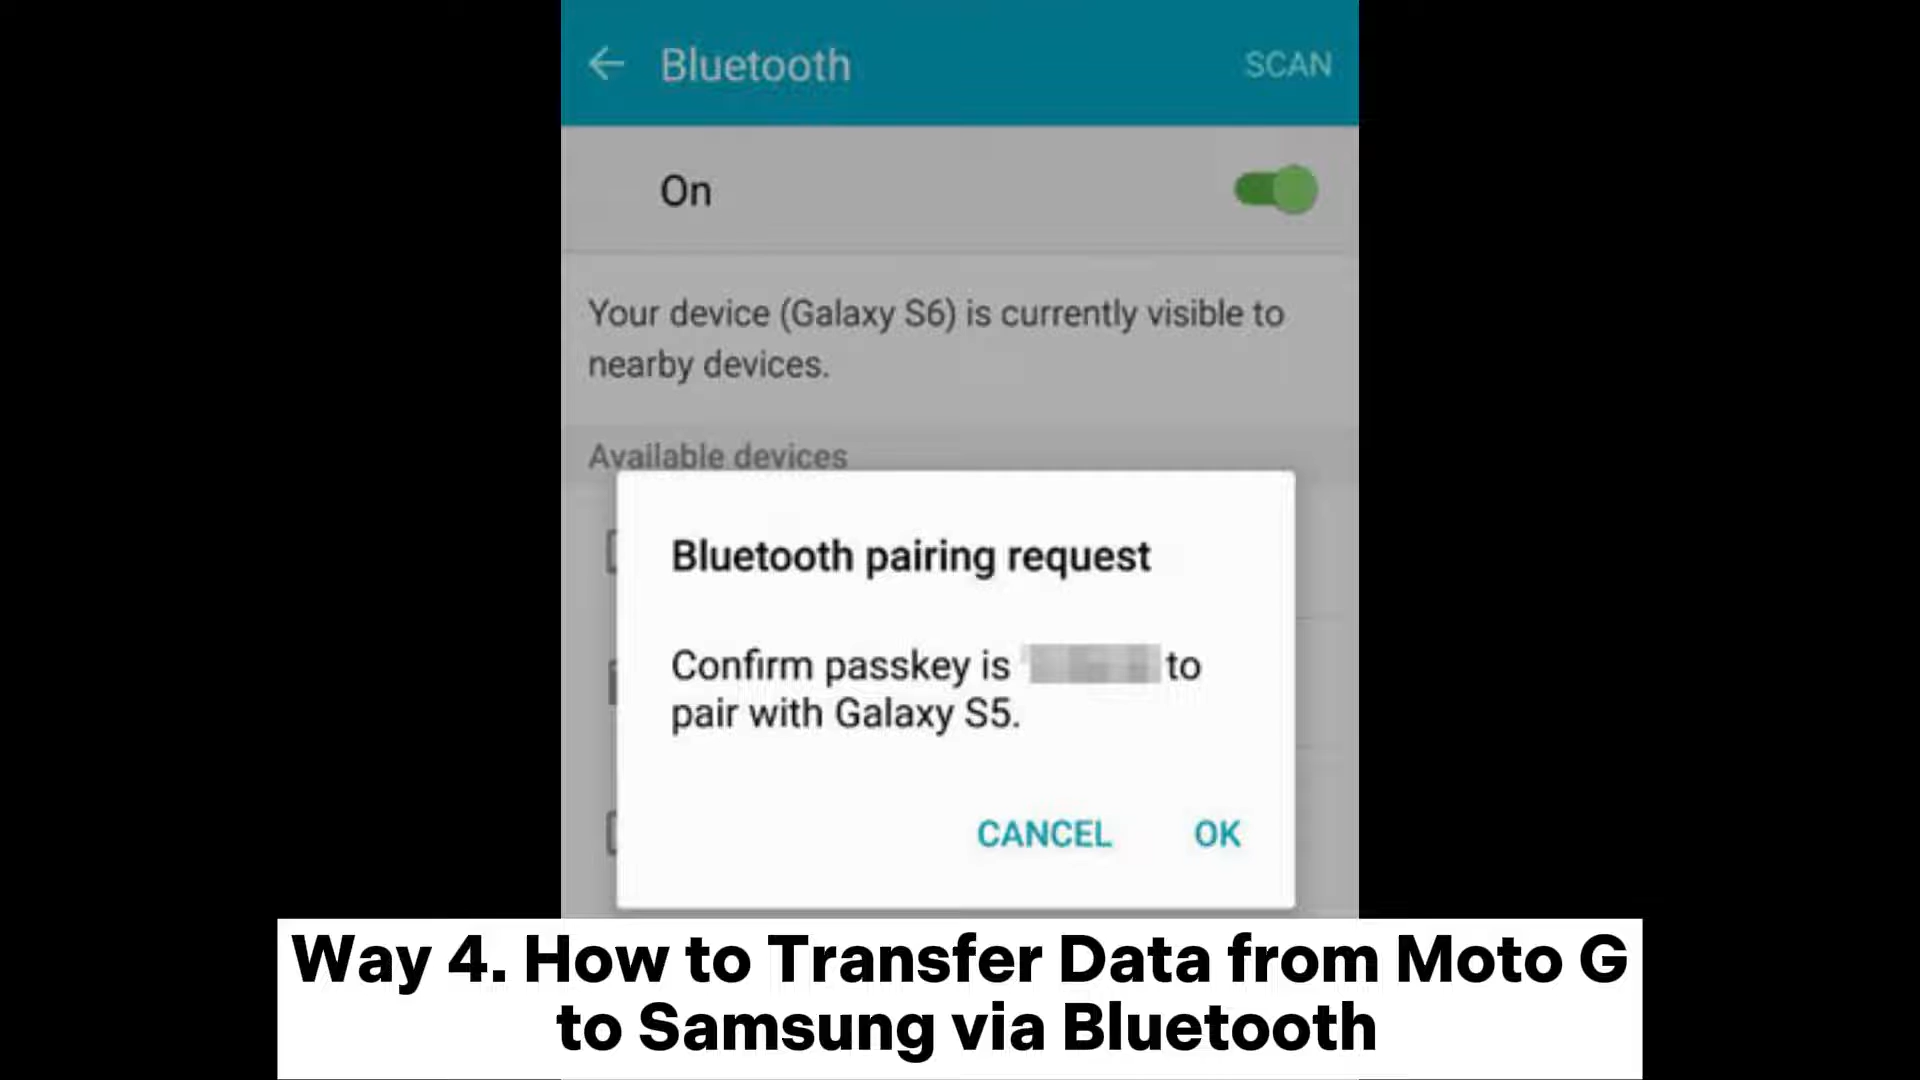 Bluetooth SCAN
On
Your device (Galaxy S6) is currently visible to
nearby devices.
Available devices
Bluetooth pairing request
Confirm passkey is to
pair with Galaxy S5.
CANCEL OK
Way 4. How to Transfer Data from Moto G
to Samsung via Bluetooth